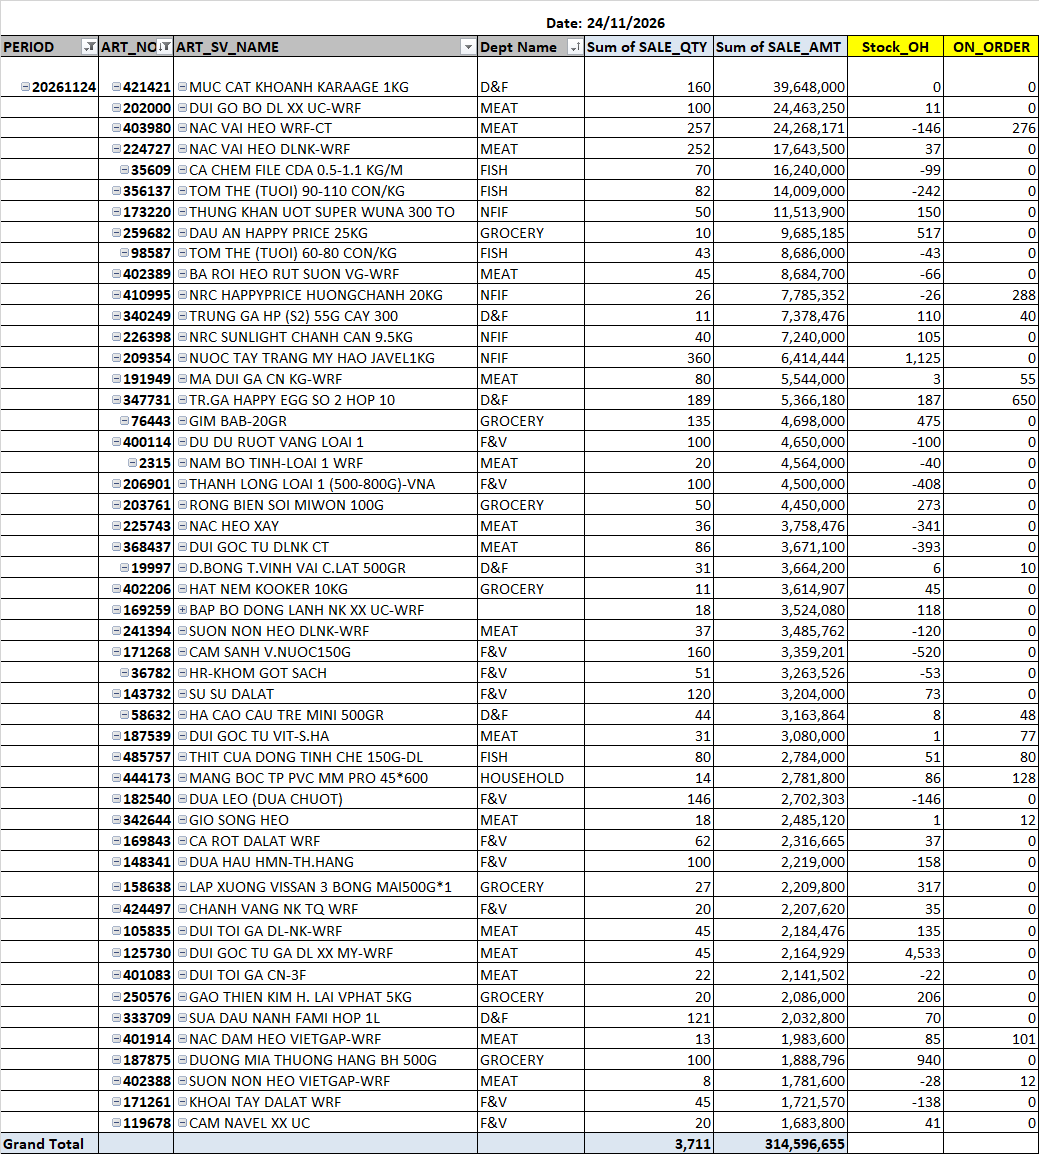 Date: 24/11/2026
PERIOD ART_NO ART_SV_NAME Dept Name Sum of SALE_QTY Sum of SALE_AMT Stock_OH ON_ORDER
20261124 421421 MUC CAT KHOANH KARAAGE 1KG D&F 160 39,648,000 0 0
202000 DUI GO BO DL XX UC-WRF MEAT 100 24,463,250 11 0
403980 NAC VAI HEO WRF-CT MEAT 257 24,268,171 -146 276
224727 NAC VAI HEO DLNK-WRF MEAT 252 17,643,500 37 0
35609 CA CHEM FILE CDA 0.5-1.1 KG/M FISH 70 16,240,000 -99 0
356137 TOM THE (TUOI) 90-110 CON/KG FISH 82 14,009,000 -242 0
173220 THUNG KHAN UOT SUPER WUNA 300 TO NFIF 50 11,513,900 150 0
259682 DAU AN HAPPY PRICE 25KG GROCERY 10 9,685,185 517 0
98587 TOM THE (TUOI) 60-80 CON/KG FISH 43 8,686,000 -43 0
402389 BA ROI HEO RUT SUON VG-WRF MEAT 45 8,684,700 -66 0
410995 NRC HAPPYPRICE HUONGCHANH 20KG NFIF 26 7,785,352 -26 288
340249 TRUNG GA HP (S2) 55G CAY 300 D&F 11 7,378,476 110 40
226398 NRC SUNLIGHT CHANH CAN 9.5KG NFIF 40 7,240,000 105 0
209354 NUOC TAY TRANG MY HAO JAVEL1KG NFIF 360 6,414,444 1,125 0
191949 MA DUI GA CN KG-WRF MEAT 80 5,544,000 3 55
347731 TR.GA HAPPY EGG SO 2 HOP 10 D&F 189 5,366,180 187 650
76443 GIM BAB-20GR GROCERY 135 4,698,000 475 0
400114 DU DU RUOT VANG LOAI 1 F&V 100 4,650,000 -100 0
2315 NAM BO TINH-LOAI 1 WRF MEAT 20 4,564,000 -40 0
206901 THANH LONG LOAI 1 (500-800G)-VNA F&V 100 4,500,000 -408 0
203761 RONG BIEN SOI MIWON 100G GROCERY 50 4,450,000 273 0
225743 NAC HEO XAY MEAT 36 3,758,476 -341 0
368437 DUI GOC TU DLNK CT MEAT 86 3,671,100 -393 0
19997 D.BONG T.VINH VAI C.LAT 500GR D&F 31 3,664,200 6 10
402206 HAT NEM KOOKER 10KG GROCERY 11 3,614,907 45 0
169259 BAP BO DONG LANH NK XX UC-WRF 18 3,524,080 118 0
241394 SUON NON HEO DLNK-WRF MEAT 37 3,485,762 -120 0
171268 CAM SANH V.NUOC150G F&V 160 3,359,201 -520 0
36782 HR-KHOM GOT SACH F&V 51 3,263,526 -53 0
143732 SU SU DALAT F&V 120 3,204,000 73 0
58632 HA CAO CAU TRE MINI 500GR D&F 44 3,163,864 8 48
187539 DUI GOC TU VIT-S.HA MEAT 31 3,080,000 1 77
485757 THIT CUA DONG TINH CHE 150G-DL FISH 80 2,784,000 51 80
444173 MANG BOC TP PVC MM PRO 45*600 HOUSEHOLD 14 2,781,800 86 128
182540 DUA LEO (DUA CHUOT) F&V 146 2,702,303 -146 0
342644 GIO SONG HEO MEAT 18 2,485,120 1 12
169843 CA ROT DALAT WRF F&V 62 2,316,665 37 0
148341 DUA HAU HMN-TH.HANG F&V 100 2,219,000 158 0
158638 LAP XUONG VISSAN 3 BONG MAI500G*1 GROCERY 27 2,209,800 317 0
424497 CHANH VANG NK TQ WRF F&V 20 2,207,620 35 0
105835 DUI TOI GA DL-NK-WRF MEAT 45 2,184,476 135 0
125730 DUI GOC TU GA DL XX MY-WRF MEAT 45 2,164,929 4,533 0
401083 DUI TOI GA CN-3F MEAT 22 2,141,502 -22 0
250576 GAO THIEN KIM H. LAI VPHAT 5KG GROCERY 20 2,086,000 206 0
333709 SUA DAU NANH FAMI HOP 1L D&F 121 2,032,800 70 0
401914 NAC DAM HEO VIETGAP-WRF MEAT 13 1,983,600 85 101
187875 DUONG MIA THUONG HANG BH 500G GROCERY 100 1,888,796 940 0
402388 SUON NON HEO VIETGAP-WRF MEAT 8 1,781,600 -28 12
171261 KHOAI TAY DALAT WRF F&V 45 1,721,570 -138 0
119678 CAM NAVEL XX UC F&V 20 1,683,800 41 0
Grand Total 3,711 314,596,655